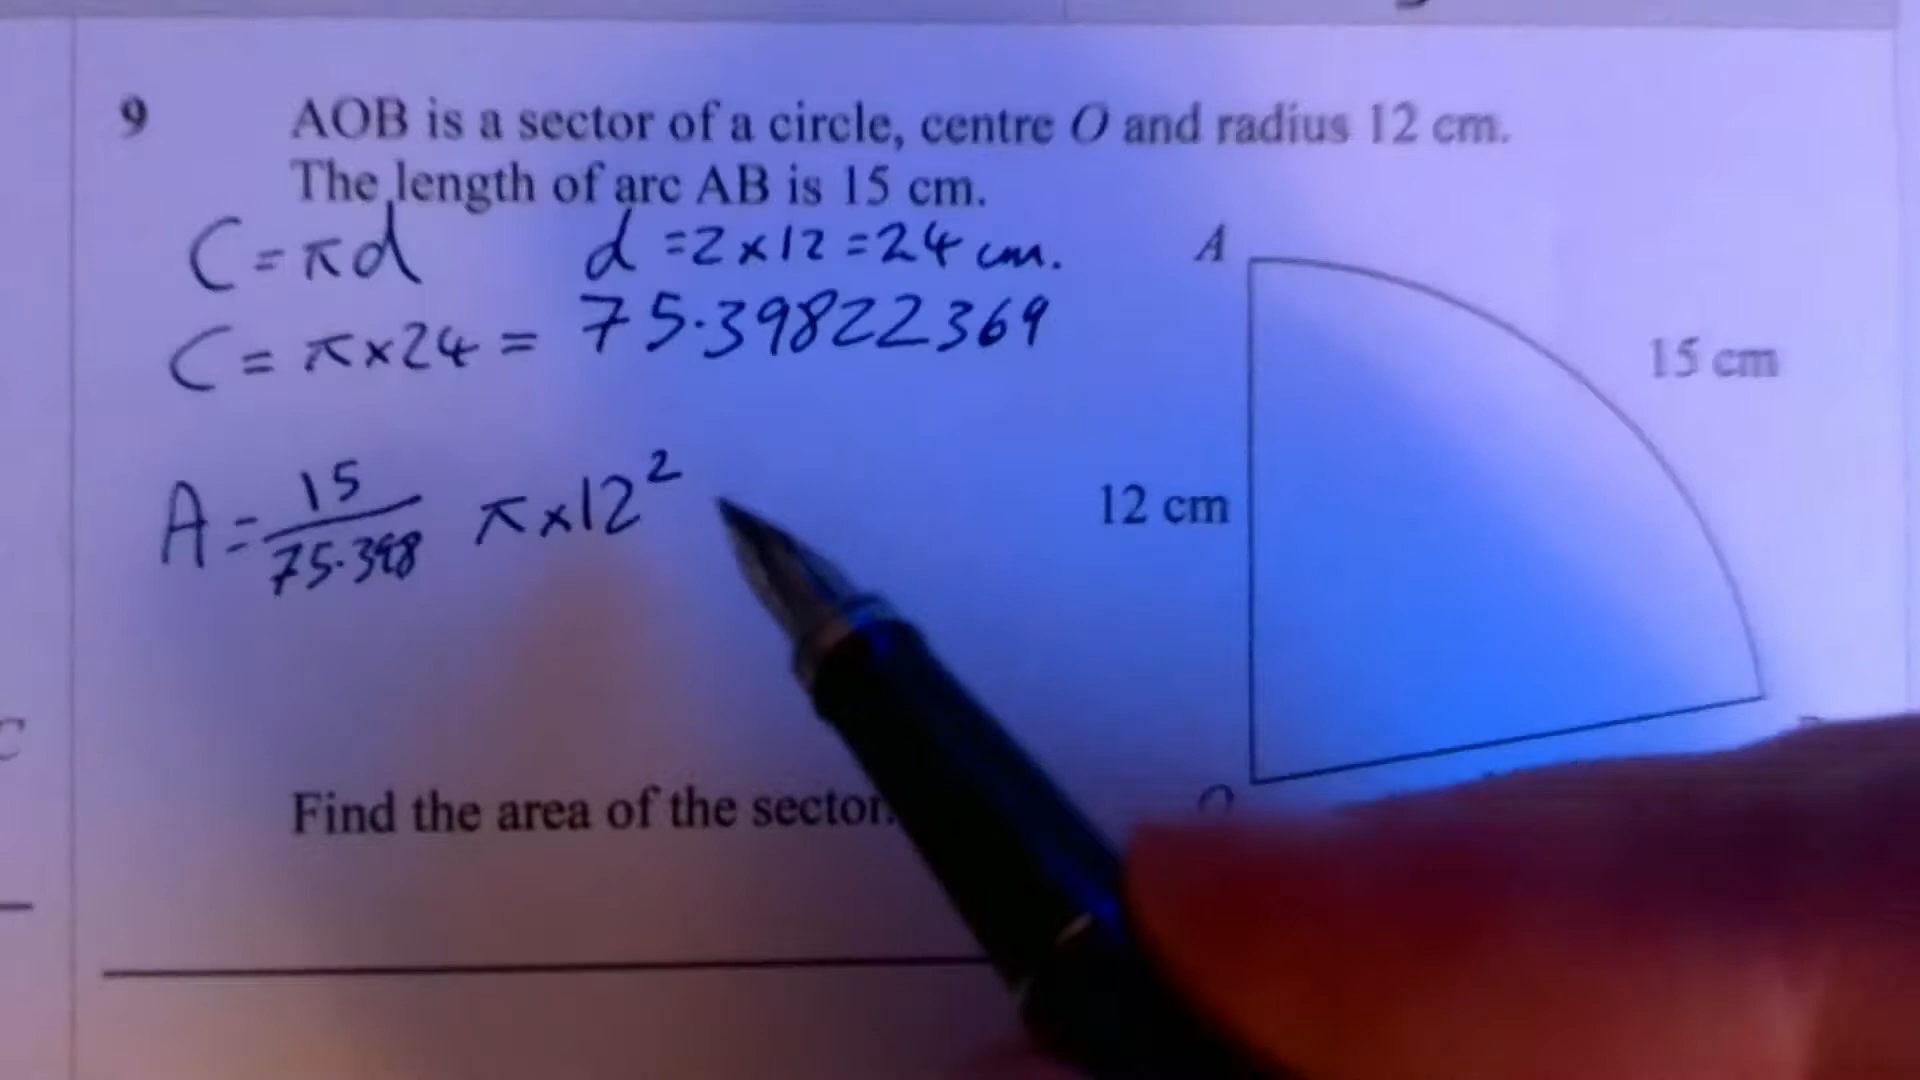 9 AOB is a sector of a circle, centre O and radius 12 cm.
The length of arc AB is 15 cm.
C = πd d = 2 × 12 = 24 cm.
C = π × 24 = 75.39822369
A
15 cm
A = 15/75.398 π × 12²
12 cm
C
O
Find the area of the sector.